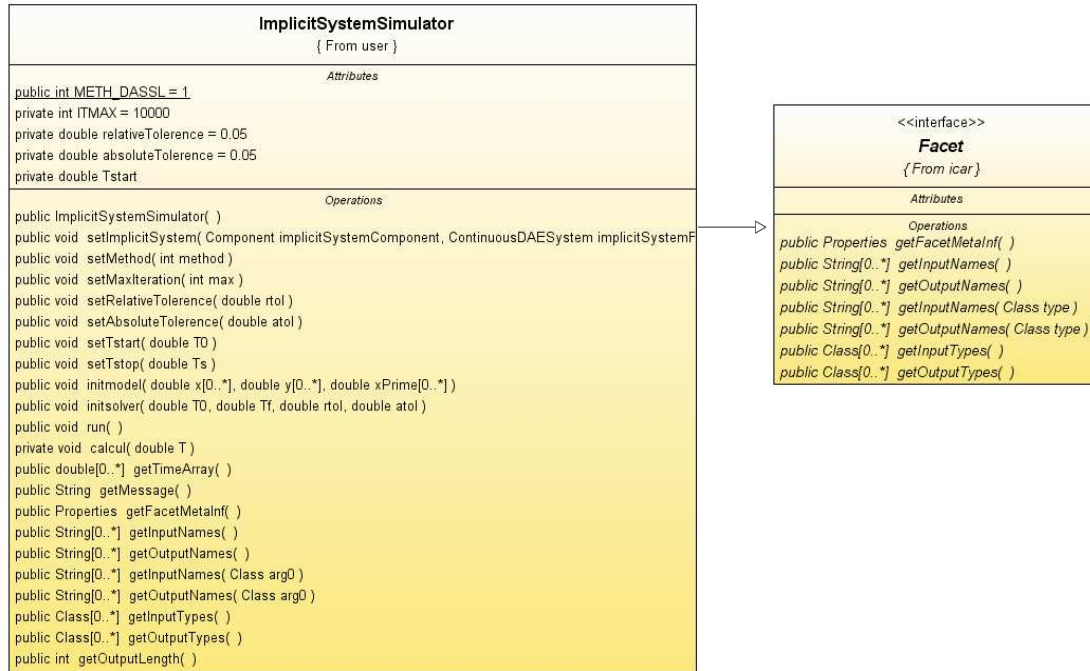 ImplicitSystemSimulator
{ From user }
Attributes
public int METH_DASSL = 1
private int ITMAX = 10000
private double relativeTolerence = 0.05
private double absoluteTolerence = 0.05
private double Tstart
Operations
public ImplicitSystemSimulator( )
public void setImplicitSystem( Component implicitSystemComponent, ContinuousDAESystem implicitSystemF
public void setMethod( int method )
public void setMaxIteration( int max )
public void setRelativeTolerence( double rtol )
public void setAbsoluteTolerence( double atol )
public void setTstart( double T0 )
public void setTstop( double Ts )
public void initmodel( double x[0..*], double y[0..*], double xPrime[0..*] )
public void initsolver( double T0, double Tf, double rtol, double atol )
public void run( )
private void calcul( double T )
public double[0..*] getTimeArray( )
public String getMessage( )
public Properties getFacetMetaInf( )
public String[0..*] getInputNames( )
public String[0..*] getOutputNames( )
public String[0..*] getInputNames( Class arg0 )
public String[0..*] getOutputNames( Class arg0 )
public Class[0..*] getInputTypes( )
public Class[0..*] getOutputTypes( )
public int getOutputLength( )
<<interface>>
Facet
{ From icar }
Attributes
Operations
public Properties getFacetMetaInf( )
public String[0..*] getInputNames( )
public String[0..*] getOutputNames( )
public String[0..*] getInputNames( Class type )
public String[0..*] getOutputNames( Class type )
public Class[0..*] getInputTypes( )
public Class[0..*] getOutputTypes( )